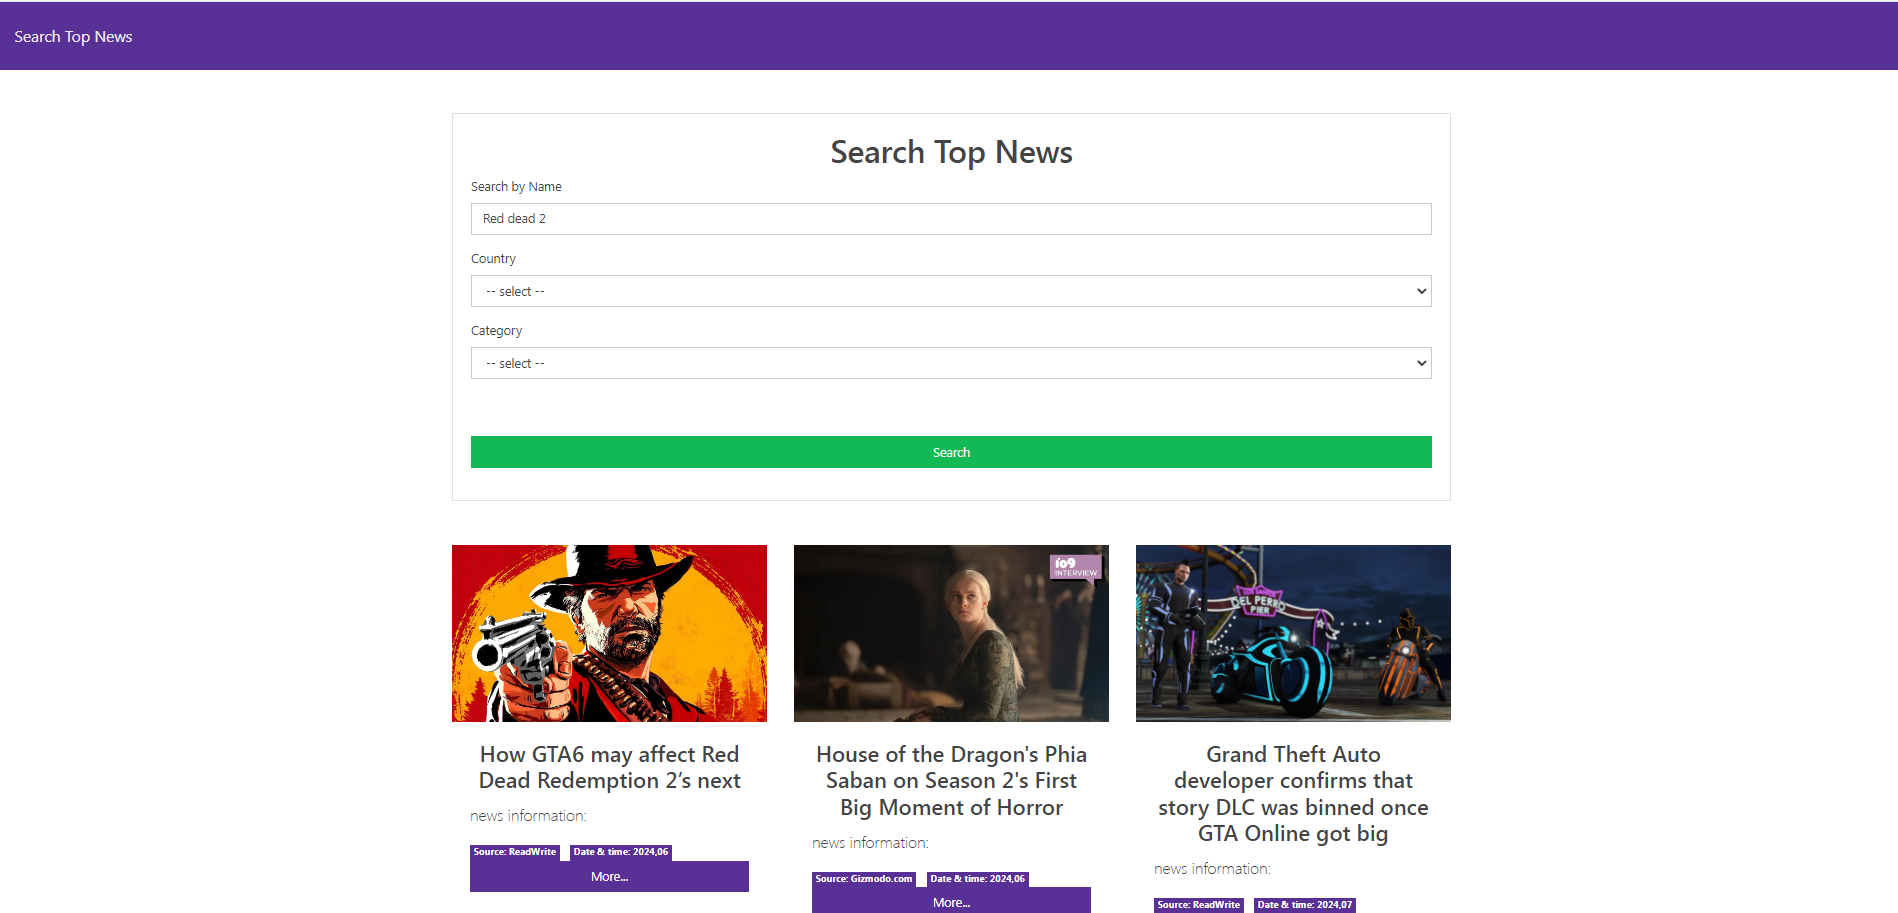 Search Top News
Search Top News
Search by Name
Red dead 2
Country
-- select --
Category
-- select --
Search
io9
INTERVIEW
LOS SANTOS
DEL PERRO
PIER
How GTA6 may affect Red
Dead Redemption 2’s next
news information:
Source: ReadWrite Date & time: 2024,06
More...
House of the Dragon's Phia
Saban on Season 2's First
Big Moment of Horror
news information:
Source: Gizmodo.com Date & time: 2024,06
More...
Grand Theft Auto
developer confirms that
story DLC was binned once
GTA Online got big
news information:
Source: ReadWrite Date & time: 2024,07